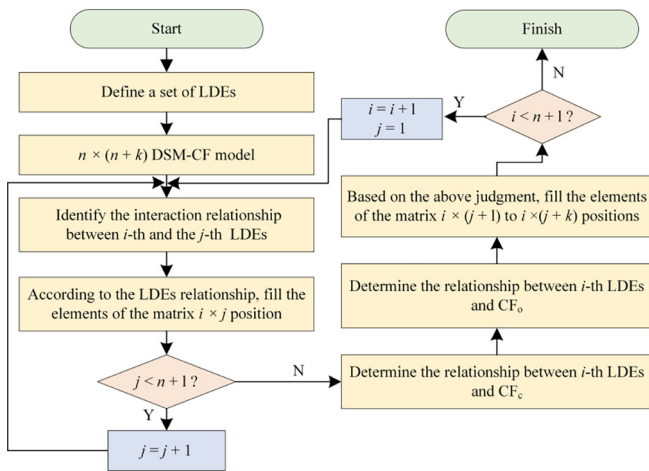 Start
Define a set of LDEs
n × (n + k) DSM-CF model
Identify the interaction relationship
between i-th and the j-th LDEs
According to the LDEs relationship, fill the
elements of the matrix i × j position
j < n + 1 ?
Y
j = j + 1
N
Determine the relationship between i-th LDEs
and CFc
Determine the relationship between i-th LDEs
and CFo
Based on the above judgment, fill the elements
of the matrix i × (j + 1) to i ×(j + k) positions
i < n + 1 ?
Y
i = i + 1
j = 1
N
Finish